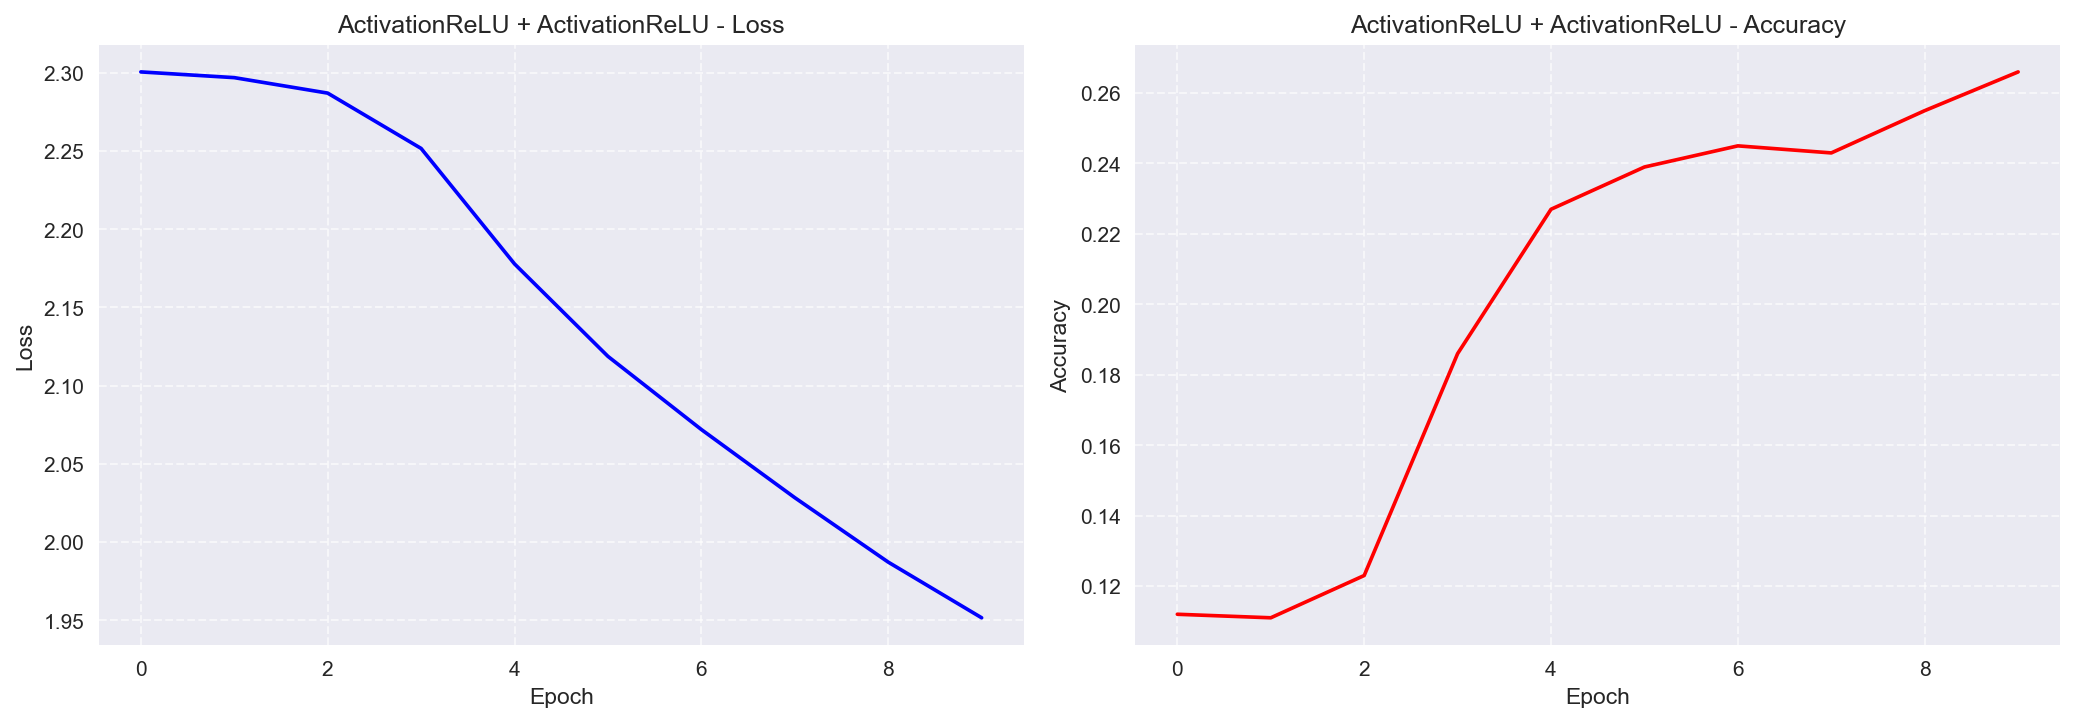 ActivationReLU + ActivationReLU - Loss
2.30
2.25
2.20
2.15
2.10
2.05
2.00
1.95
Loss
0 2 4 6 8
Epoch
ActivationReLU + ActivationReLU - Accuracy
0.26
0.24
0.22
0.20
0.18
0.16
0.14
0.12
Accuracy
0 2 4 6 8
Epoch